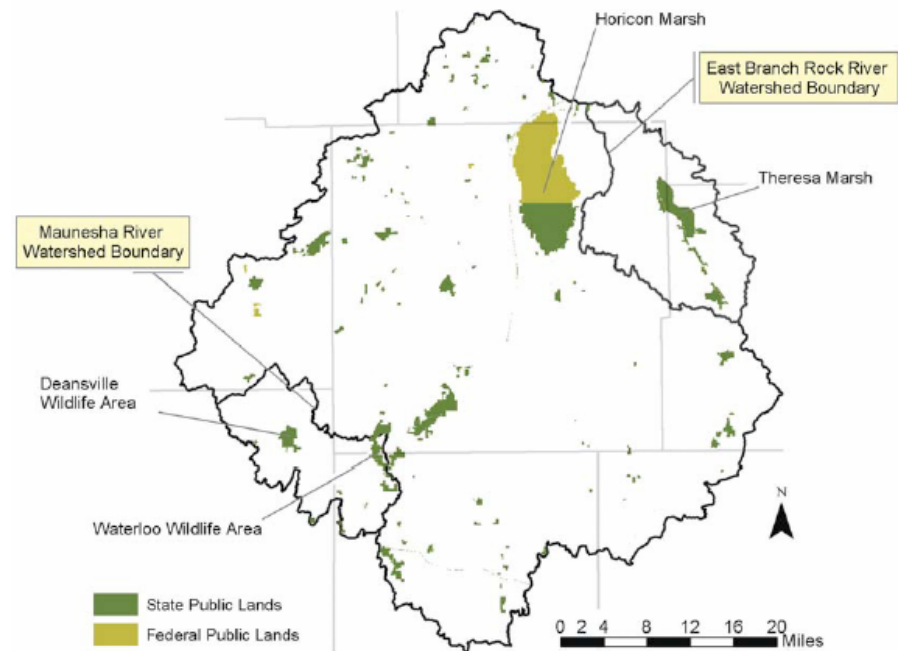 Horicon Marsh
East Branch Rock River
Watershed Boundary
Theresa Marsh
Maunesha River
Watershed Boundary
Deansville
Wildlife Area
Waterloo Wildlife Area
N
State Public Lands
Federal Public Lands
0 2 4 8 12 16 20
Miles